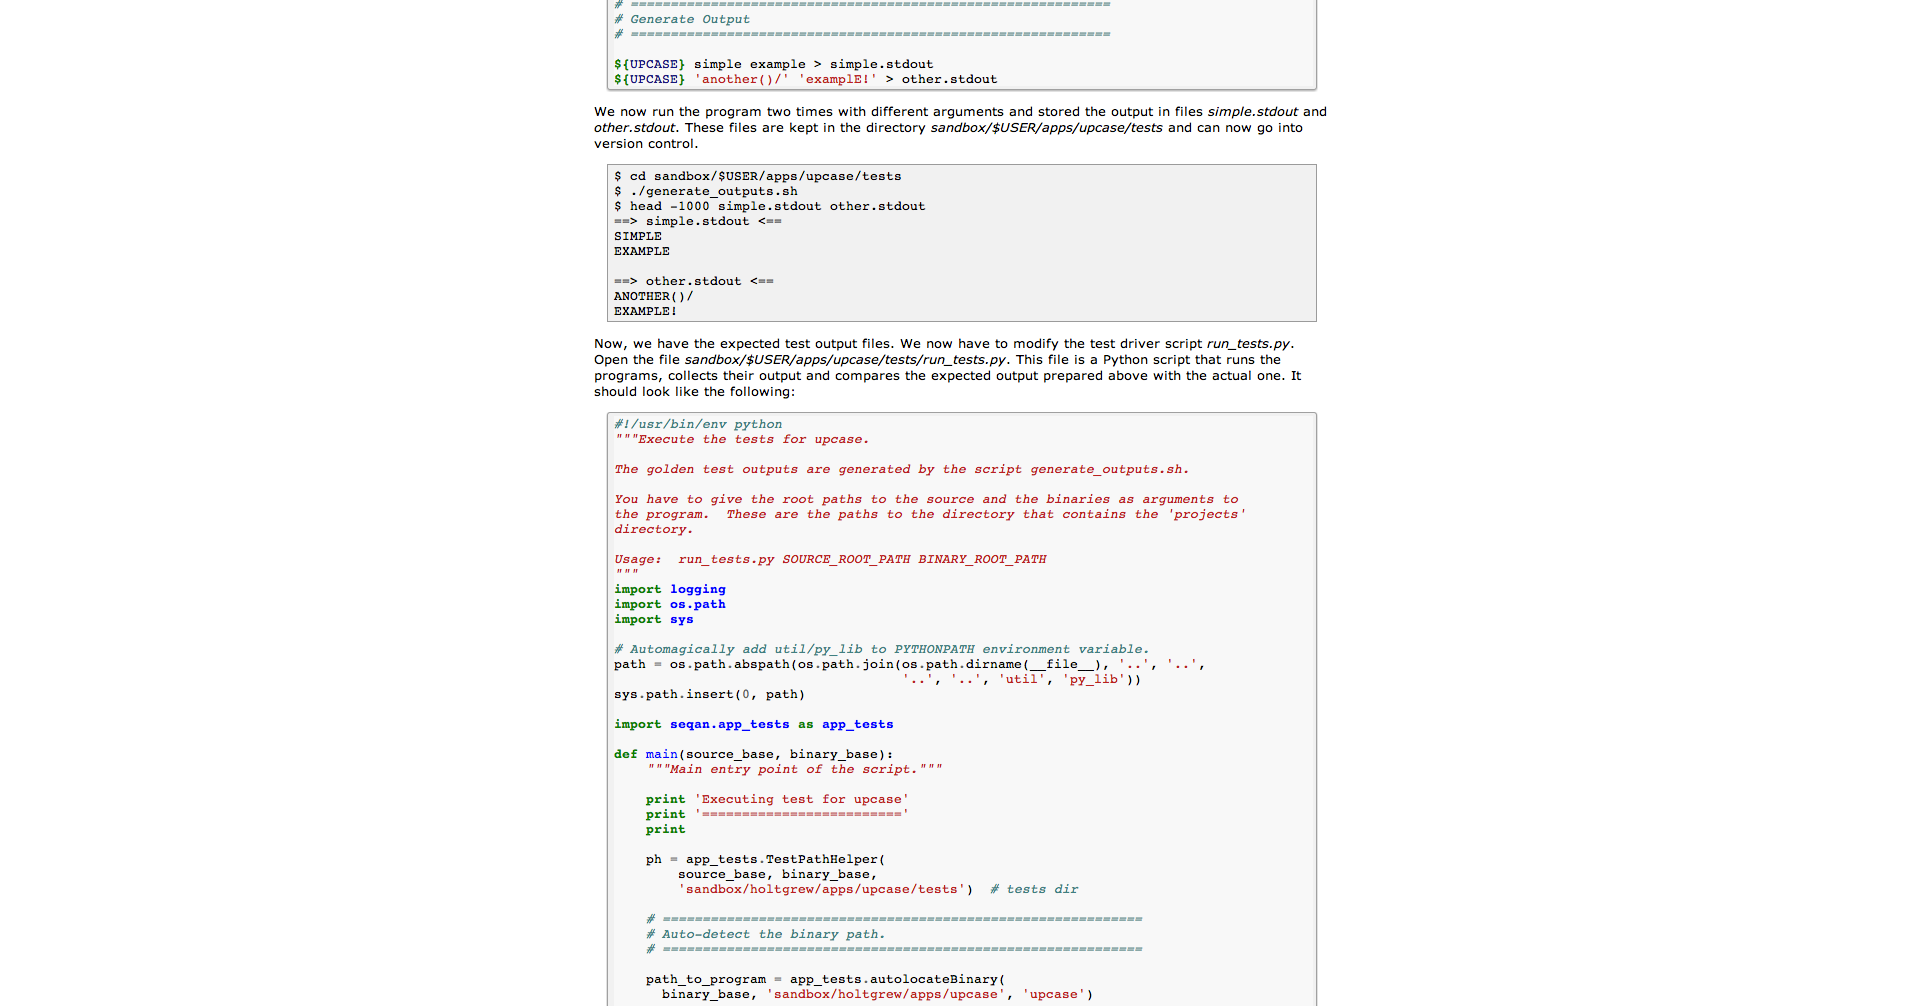 # ============================================================
# Generate Output
# ============================================================

${UPCASE} simple example > simple.stdout
${UPCASE} 'another()/' 'examplE!' > other.stdout
We now run the program two times with different arguments and stored the output in files simple.stdout and
other.stdout. These files are kept in the directory sandbox/$USER/apps/upcase/tests and can now go into
version control.
$ cd sandbox/$USER/apps/upcase/tests
$ ./generate_outputs.sh
$ head -1000 simple.stdout other.stdout
==> simple.stdout <==
SIMPLE
EXAMPLE

==> other.stdout <==
ANOTHER()/
EXAMPLE!
Now, we have the expected test output files. We now have to modify the test driver script run_tests.py.
Open the file sandbox/$USER/apps/upcase/tests/run_tests.py. This file is a Python script that runs the
programs, collects their output and compares the expected output prepared above with the actual one. It
should look like the following:
#!/usr/bin/env python
"""Execute the tests for upcase.

The golden test outputs are generated by the script generate_outputs.sh.

You have to give the root paths to the source and the binaries as arguments to
the program.  These are the paths to the directory that contains the 'projects'
directory.

Usage:  run_tests.py SOURCE_ROOT_PATH BINARY_ROOT_PATH
"""
import logging
import os.path
import sys

# Automagically add util/py_lib to PYTHONPATH environment variable.
path = os.path.abspath(os.path.join(os.path.dirname(__file__), '..', '..',
                                    '..', '..', 'util', 'py_lib'))
sys.path.insert(0, path)

import seqan.app_tests as app_tests

def main(source_base, binary_base):
    """Main entry point of the script."""

    print 'Executing test for upcase'
    print '========================='
    print

    ph = app_tests.TestPathHelper(
        source_base, binary_base,
        'sandbox/holtgrew/apps/upcase/tests')  # tests dir

    # ============================================================
    # Auto-detect the binary path.
    # ============================================================

    path_to_program = app_tests.autolocateBinary(
      binary_base, 'sandbox/holtgrew/apps/upcase', 'upcase')